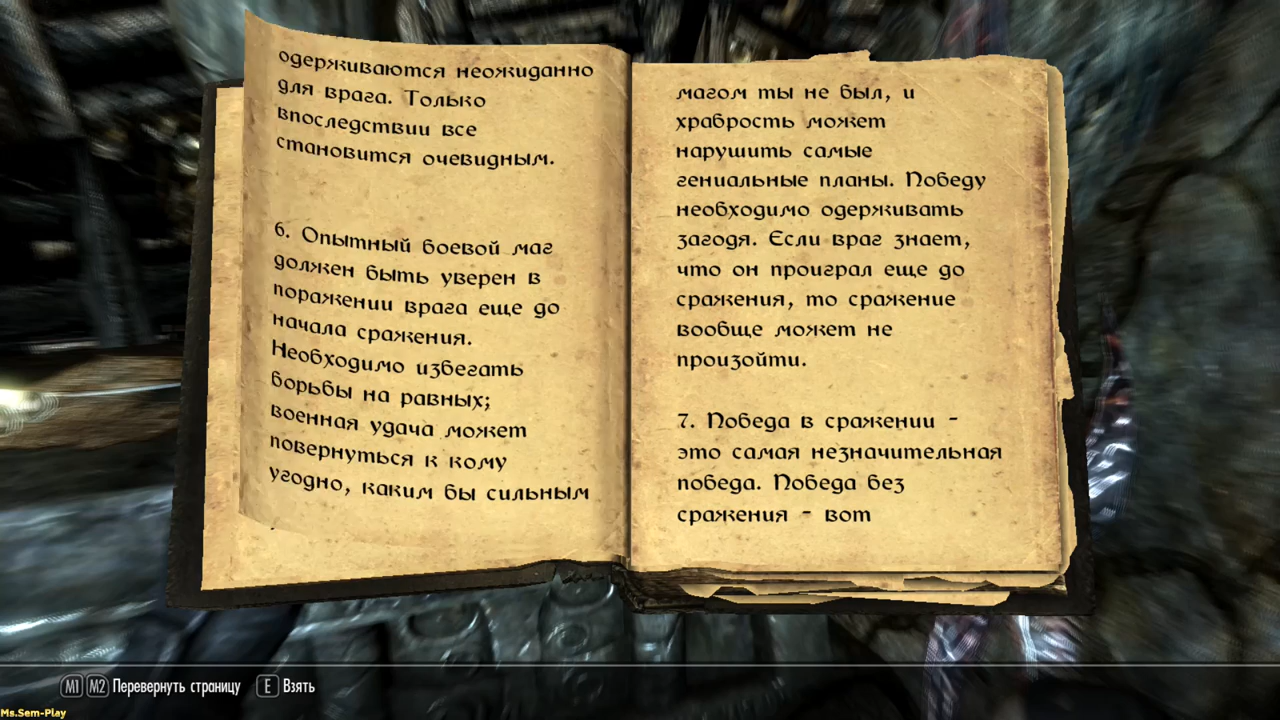 одерживаются неожиданно
для врага. Только
впоследствии все
становится очевидным.
6. Опытный боевой маг
должен быть уверен в
поражении врага еще до
начала сражения.
Необходимо избегать
борьбы на равных;
военная удача может
повернуться к кому
угодно, каким бы сильным
магом ты не был, и
храбрость может
нарушить самые
гениальные планы. Победу
необходимо одерживать
загодя. Если враг знает,
что он проиграл еще до
сражения, то сражение
вообще может не
произойти.
7. Победа в сражении -
это самая незначительная
победа. Победа без
сражения - вот
M1 M2 Перевернуть страницу E Взять
Ms.Sem-Play